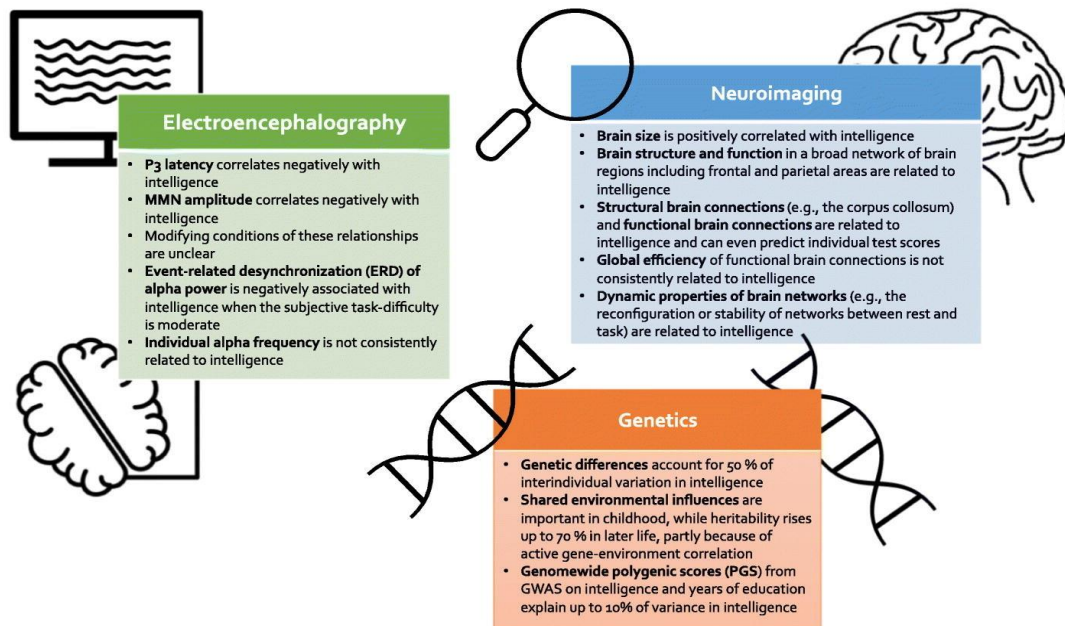 Electroencephalography
• P3 latency correlates negatively with
intelligence
• MMN amplitude correlates negatively with
intelligence
• Modifying conditions of these relationships
are unclear
• Event-related desynchronization (ERD) of
alpha power is negatively associated with
intelligence when the subjective task-difficulty
is moderate
• Individual alpha frequency is not consistently
related to intelligence
Neuroimaging
• Brain size is positively correlated with intelligence
• Brain structure and function in a broad network of brain
regions including frontal and parietal areas are related to
intelligence
• Structural brain connections (e.g., the corpus collosum)
and functional brain connections are related to
intelligence and can even predict individual test scores
• Global efficiency of functional brain connections is not
consistently related to intelligence
• Dynamic properties of brain networks (e.g., the
reconfiguration or stability of networks between rest and
task) are related to intelligence
Genetics
• Genetic differences account for 50 % of
interindividual variation in intelligence
• Shared environmental influences are
important in childhood, while heritability rises
up to 70 % in later life, partly because of
active gene-environment correlation
• Genomewide polygenic scores (PGS) from
GWAS on intelligence and years of education
explain up to 10% of variance in intelligence